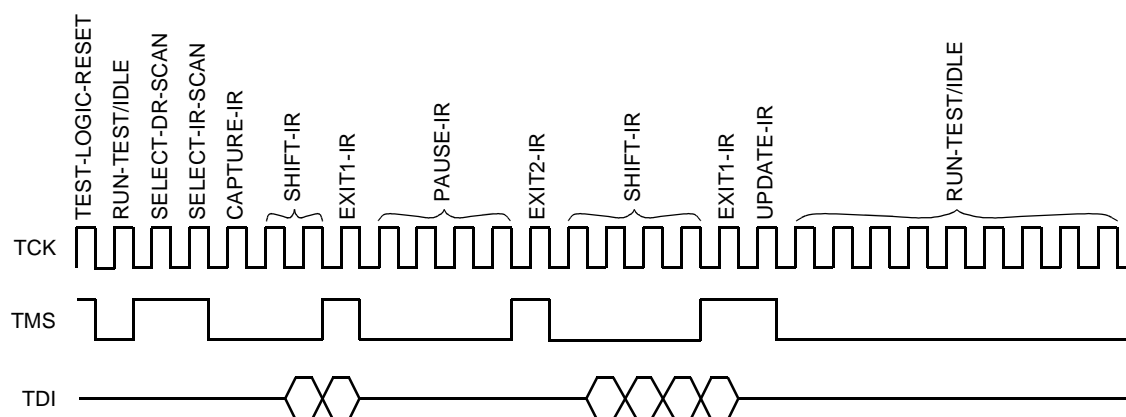 TEST-LOGIC-RESET
RUN-TEST/IDLE
SELECT-DR-SCAN
SELECT-IR-SCAN
CAPTURE-IR
SHIFT-IR
EXIT1-IR
PAUSE-IR
EXIT2-IR
SHIFT-IR
EXIT1-IR
UPDATE-IR
RUN-TEST/IDLE
TCK
TMS
TDI